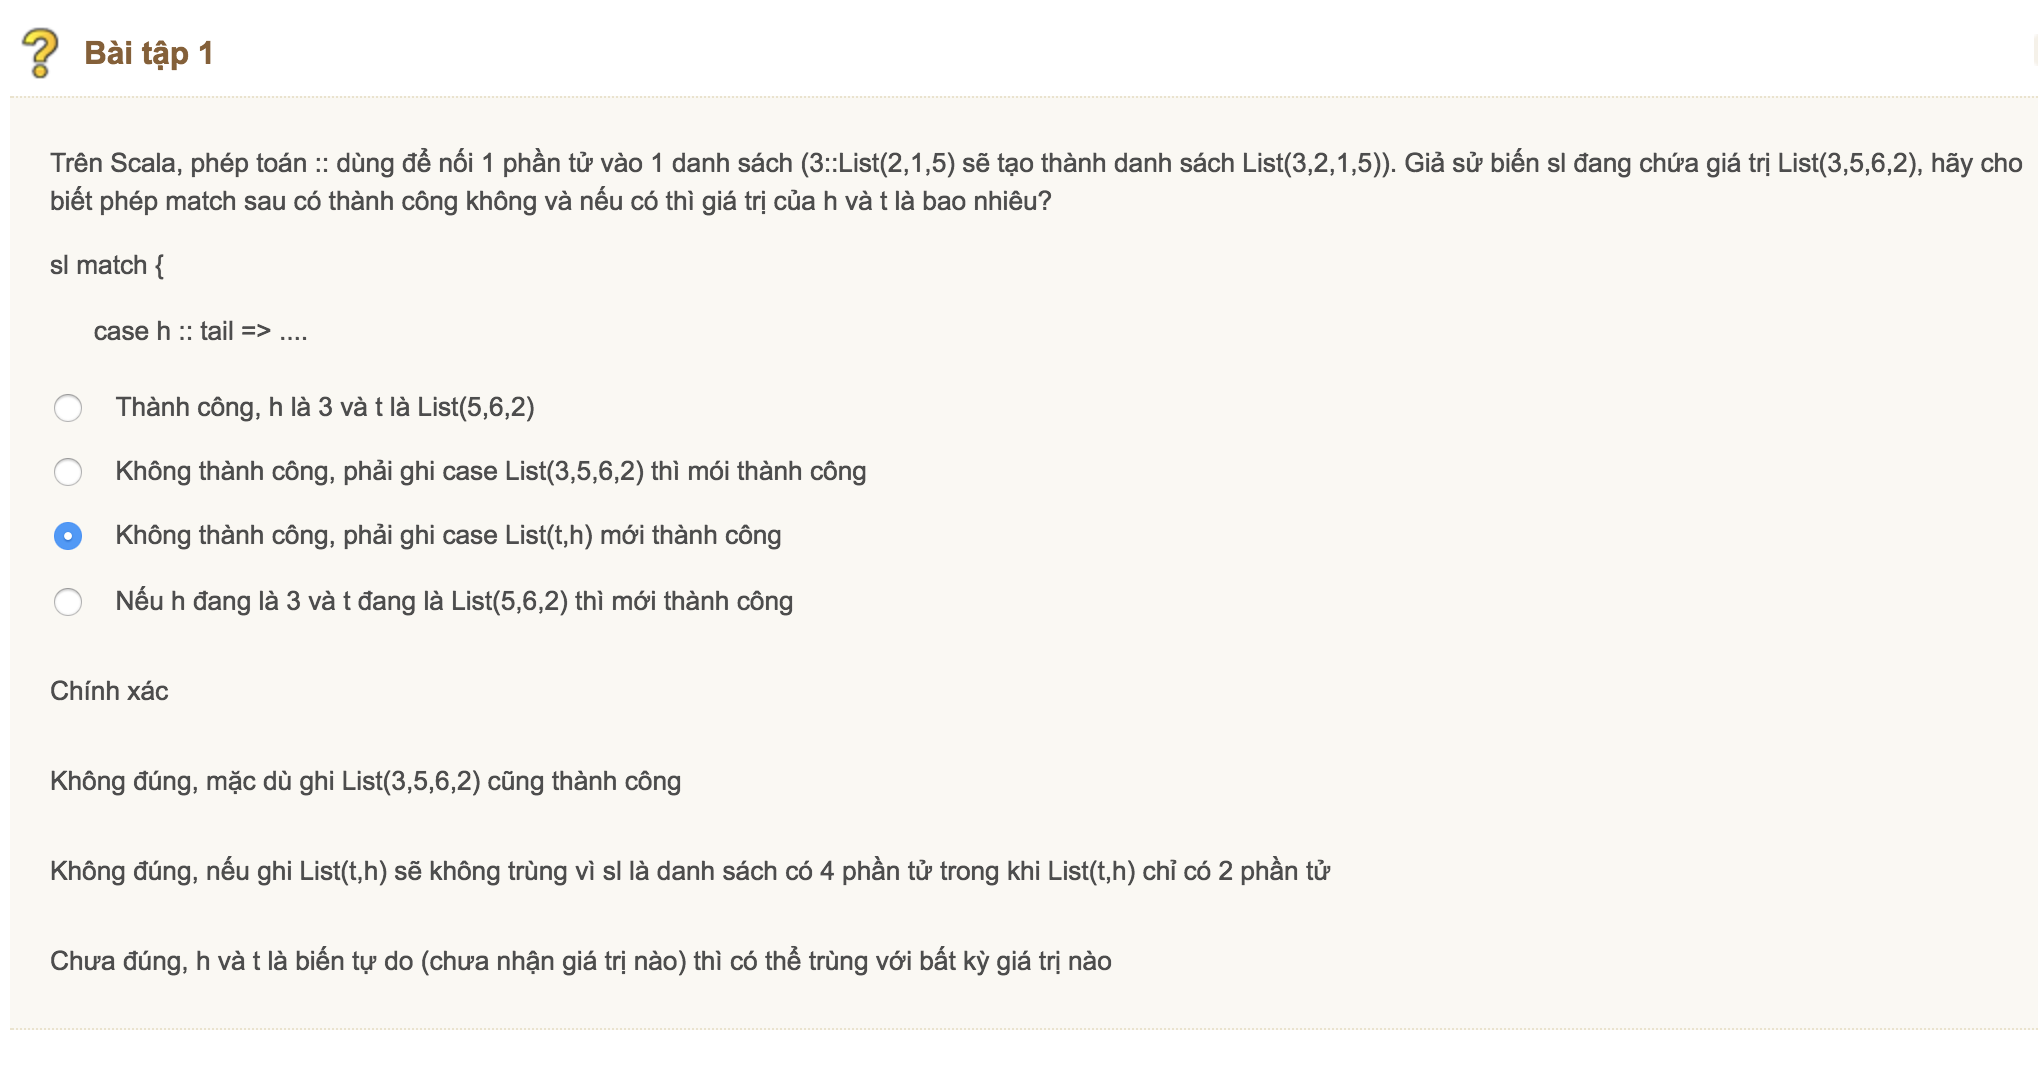 Bài tập 1
Trên Scala, phép toán :: dùng để nối 1 phần tử vào 1 danh sách (3::List(2,1,5) sẽ tạo thành danh sách List(3,2,1,5)). Giả sử biến sl đang chứa giá trị List(3,5,6,2), hãy cho
biết phép match sau có thành công không và nếu có thì giá trị của h và t là bao nhiêu?
sl match {
case h :: tail => ....
Thành công, h là 3 và t là List(5,6,2)
Không thành công, phải ghi case List(3,5,6,2) thì mói thành công
Không thành công, phải ghi case List(t,h) mới thành công
Nếu h đang là 3 và t đang là List(5,6,2) thì mới thành công
Chính xác
Không đúng, mặc dù ghi List(3,5,6,2) cũng thành công
Không đúng, nếu ghi List(t,h) sẽ không trùng vì sl là danh sách có 4 phần tử trong khi List(t,h) chỉ có 2 phần tử
Chưa đúng, h và t là biến tự do (chưa nhận giá trị nào) thì có thể trùng với bất kỳ giá trị nào